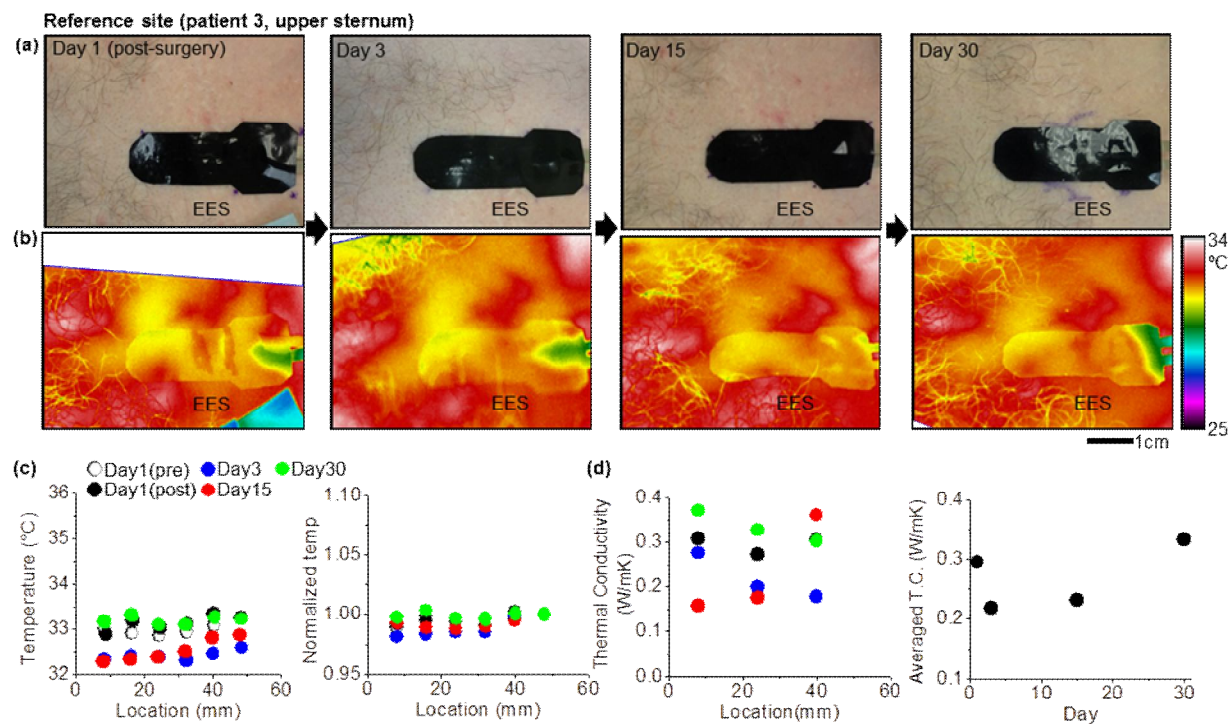 Reference site (patient 3, upper sternum)
(a) Day 1 (post-surgery) Day 3 Day 15 Day 30
EES EES EES EES
(b) 34
ºC
EES EES EES EES
25
1cm
(c) Day1(pre) Day3 Day30
Day1(post) Day15
36
35
34
33
32
Temperature (°C)
0 20 40 60
Location (mm)
1.10
1.05
1.00
0.95
Normalized temp
0 20 40 60
Location (mm)
(d)
0.4
0.3
0.2
0.1
0.0
Thermal Conductivity
(W/mK)
0 20 40 60
Location(mm)
0.4
0.3
0.2
0.1
Averaged T.C. (W/mK)
0 10 20 30
Day